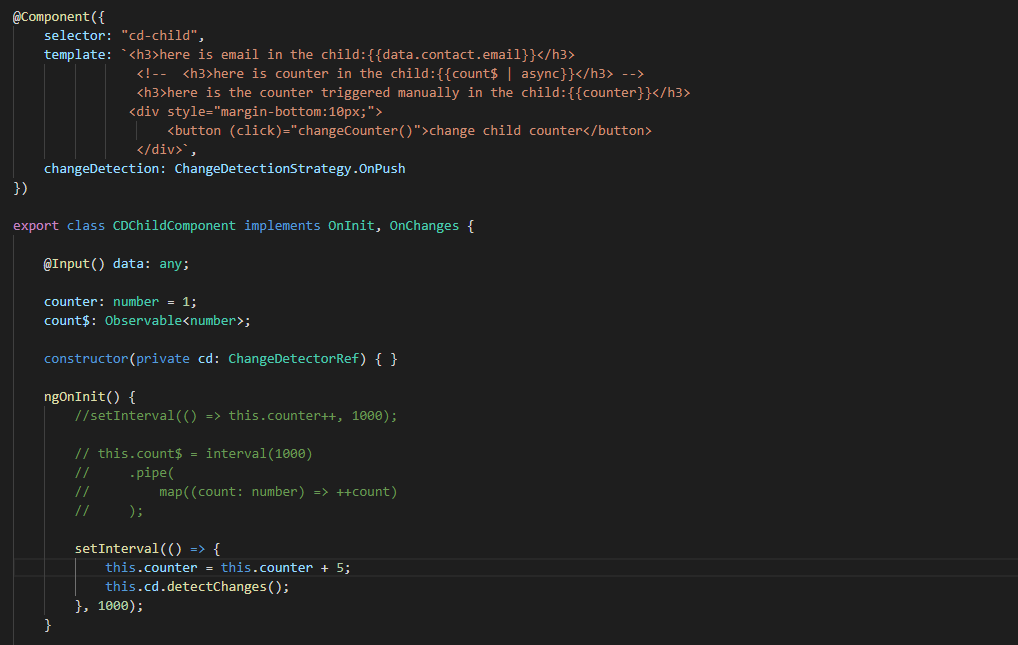 @Component({
    selector: "cd-child",
    template: `<h3>here is email in the child:{{data.contact.email}}</h3>
                <!--  <h3>here is counter in the child:{{count$ | async}}</h3> -->
                <h3>here is the counter triggered manually in the child:{{counter}}</h3>
               <div style="margin-bottom:10px;">
                    <button (click)="changeCounter()">change child counter</button>
                </div>`,
    changeDetection: ChangeDetectionStrategy.OnPush
})
export class CDChildComponent implements OnInit, OnChanges {
    @Input() data: any;
    counter: number = 1;
    count$: Observable<number>;
    constructor(private cd: ChangeDetectorRef) { }
    ngOnInit() {
        //setInterval(() => this.counter++, 1000);
        // this.count$ = interval(1000)
        //     .pipe(
        //         map((count: number) => ++count)
        //     );
        setInterval(() => {
            this.counter = this.counter + 5;
            this.cd.detectChanges();
        }, 1000);
    }